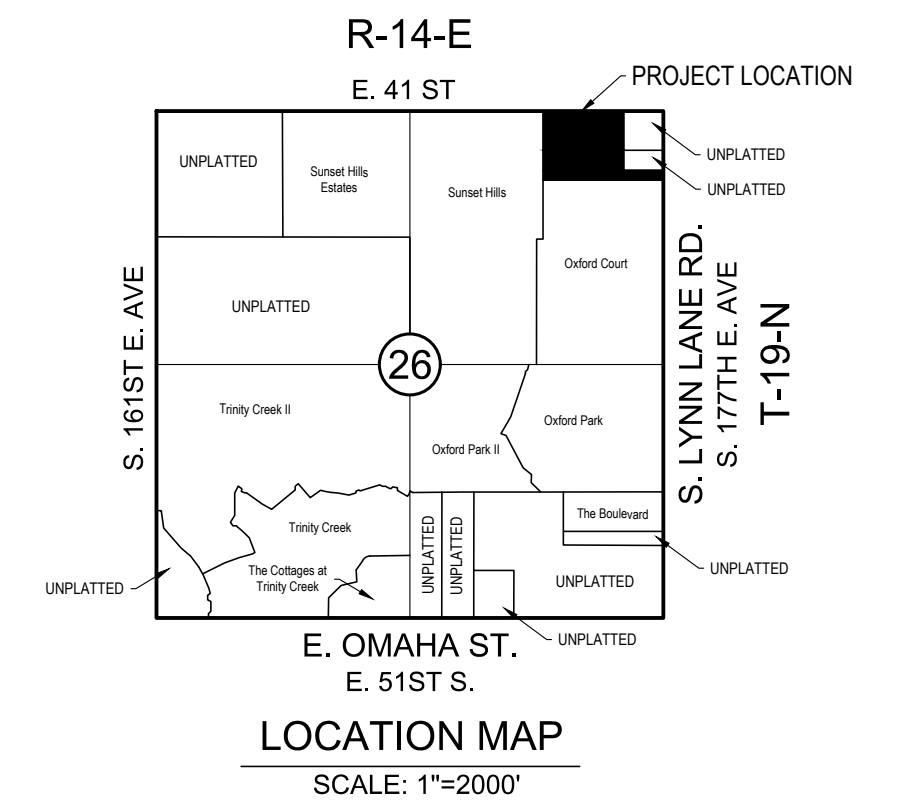 R-14-E
E. 41 ST
PROJECT LOCATION
UNPLATTED
Sunset Hills
Estates
Sunset Hills
UNPLATTED
UNPLATTED
Oxford Court
UNPLATTED
S. 161ST E. AVE
S. LYNN LANE RD.
S. 177TH E. AVE
T-19-N
26
Trinity Creek II
Oxford Park II
Oxford Park
Trinity Creek
The Cottages at
Trinity Creek
UNPLATTED
UNPLATTED
The Boulevard
UNPLATTED
UNPLATTED
UNPLATTED
UNPLATTED
E. OMAHA ST.
E. 51ST S.
LOCATION MAP
SCALE: 1"=2000'